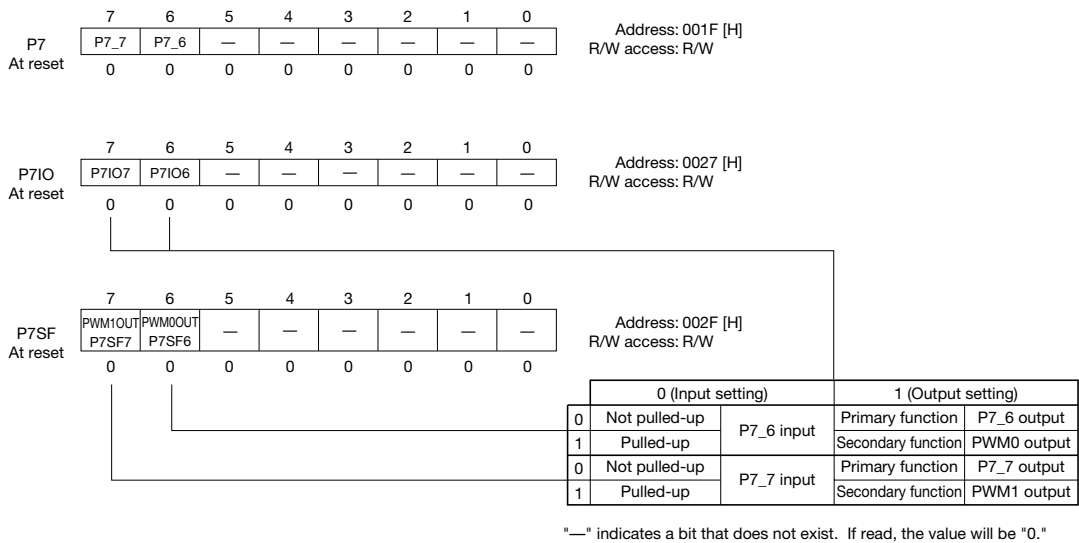 7 6 5 4 3 2 1 0
P7 P7_7 P7_6 — — — — — — Address: 001F [H]
At reset 0 0 0 0 0 0 0 0 R/W access: R/W
7 6 5 4 3 2 1 0
P7IO P7IO7 P7IO6 — — — — — — Address: 0027 [H]
At reset 0 0 0 0 0 0 0 0 R/W access: R/W
7 6 5 4 3 2 1 0
P7SF PWM1OUT PWM0OUT — — — — — — Address: 002F [H]
P7SF7 P7SF6
At reset 0 0 0 0 0 0 0 0 R/W access: R/W
0 (Input setting) 1 (Output setting)
0 Not pulled-up P7_6 input Primary function P7_6 output
1 Pulled-up Secondary function PWM0 output
0 Not pulled-up P7_7 input Primary function P7_7 output
1 Pulled-up Secondary function PWM1 output
"—" indicates a bit that does not exist. If read, the value will be "0."